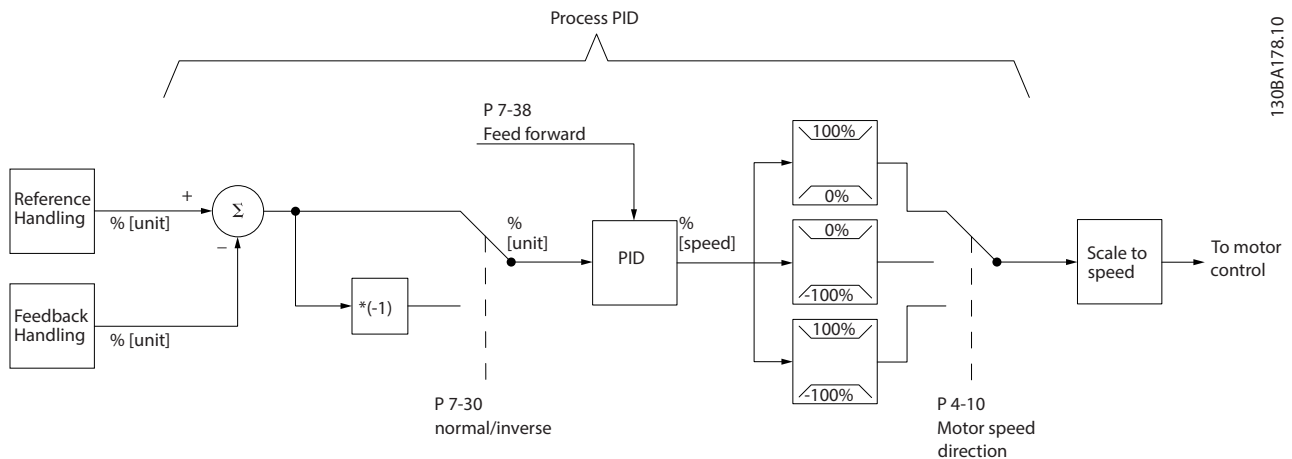 Process PID
130BA178.10
P 7-38
Feed forward
100%
0%
Reference
Handling
+
% [unit]
Σ
_
%
[unit]
PID
%
[speed]
0%
-100%
Scale to
speed
To motor
control
Feedback
Handling
% [unit]
*(-1)
100%
-100%
P 7-30
normal/inverse
P 4-10
Motor speed
direction